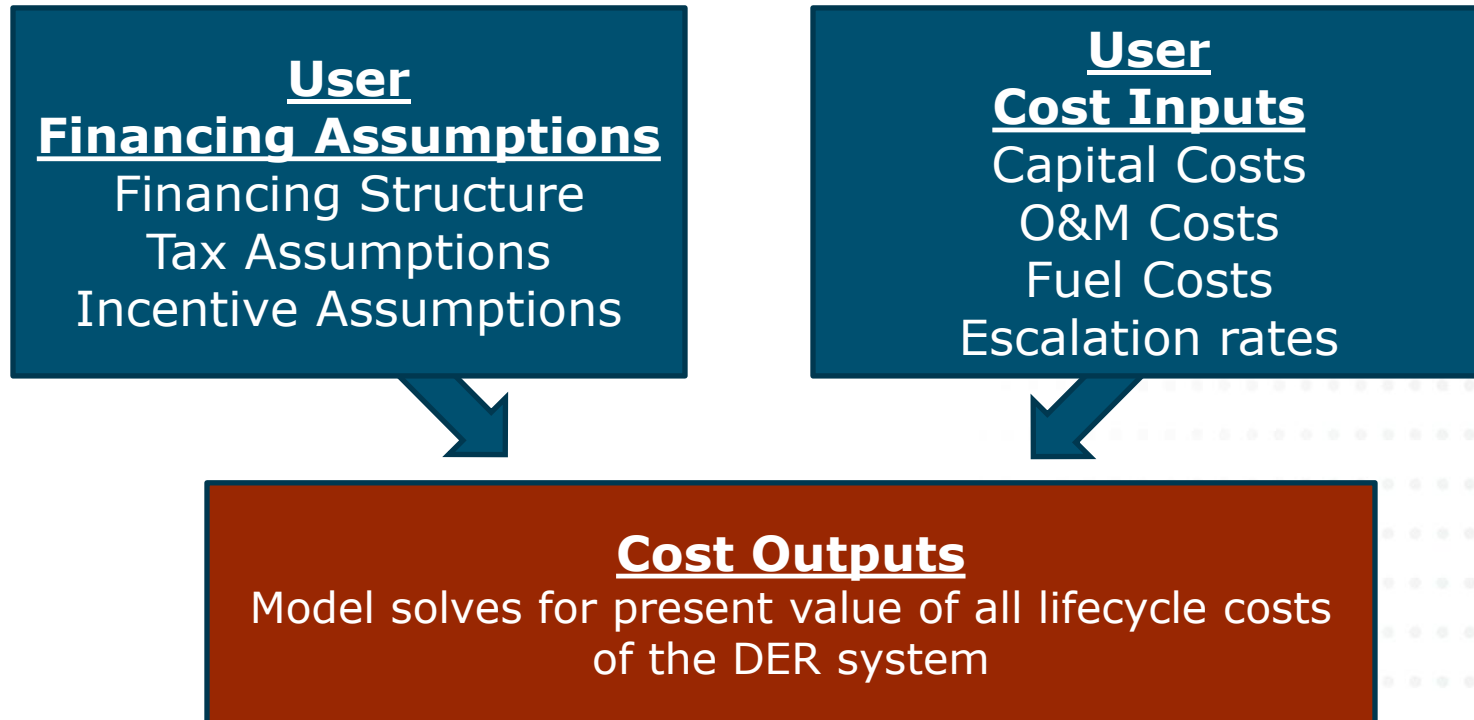 User
Financing Assumptions
Financing Structure
Tax Assumptions
Incentive Assumptions
User
Cost Inputs
Capital Costs
O&M Costs
Fuel Costs
Escalation rates
Cost Outputs
Model solves for present value of all lifecycle costs
of the DER system